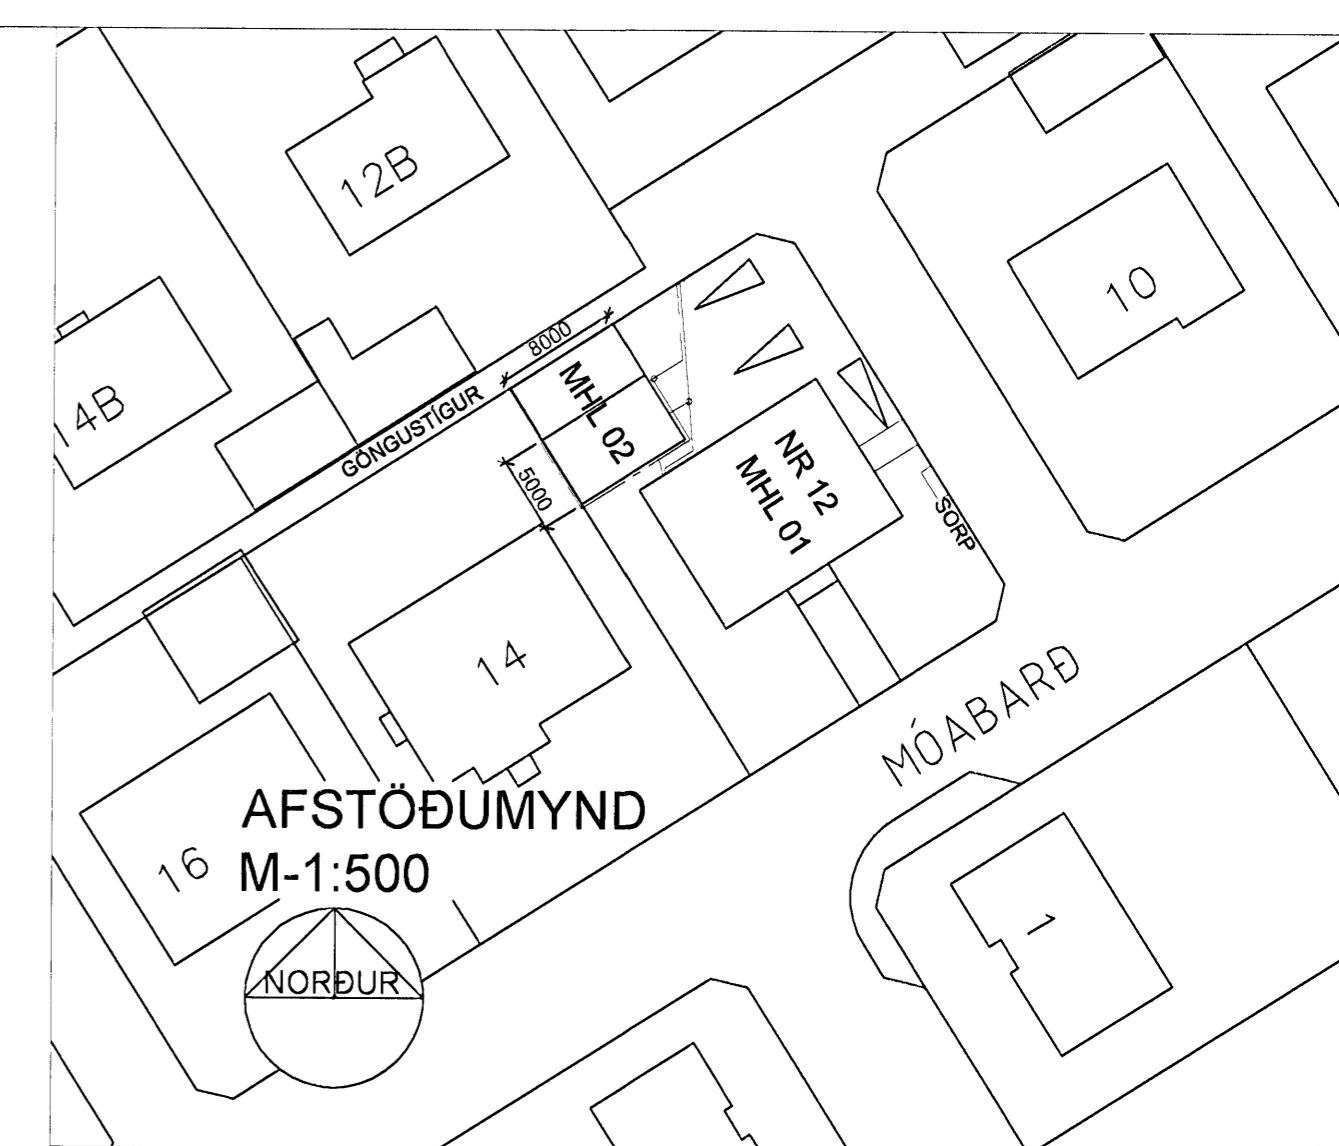 12B
14B
10
8000
GÖNGUSTÍGUR
MHL 02
5000
NR 12
MHL 01
SORP
14
MÓABARÐ
16
AFSTÖÐUMYND
M-1:500
NORÐUR
1